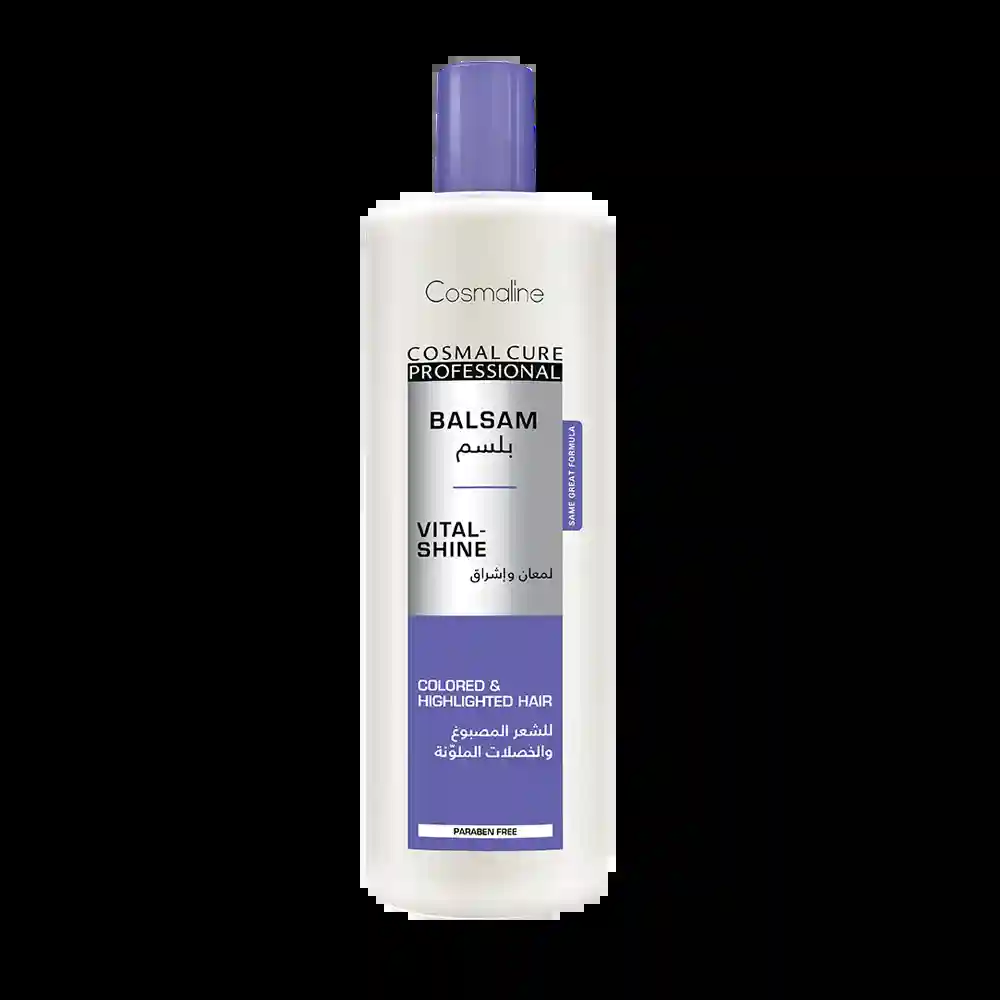 Cosmaline
COSMAL CURE
PROFESSIONAL
BALSAM
بلسم
VITAL-
SHINE
لمعان وإشراق
SAME GREAT FORMULA
COLORED &
HIGHLIGHTED HAIR
للشعر المصبوغ
والخصلات الملوّنة
PARABEN FREE